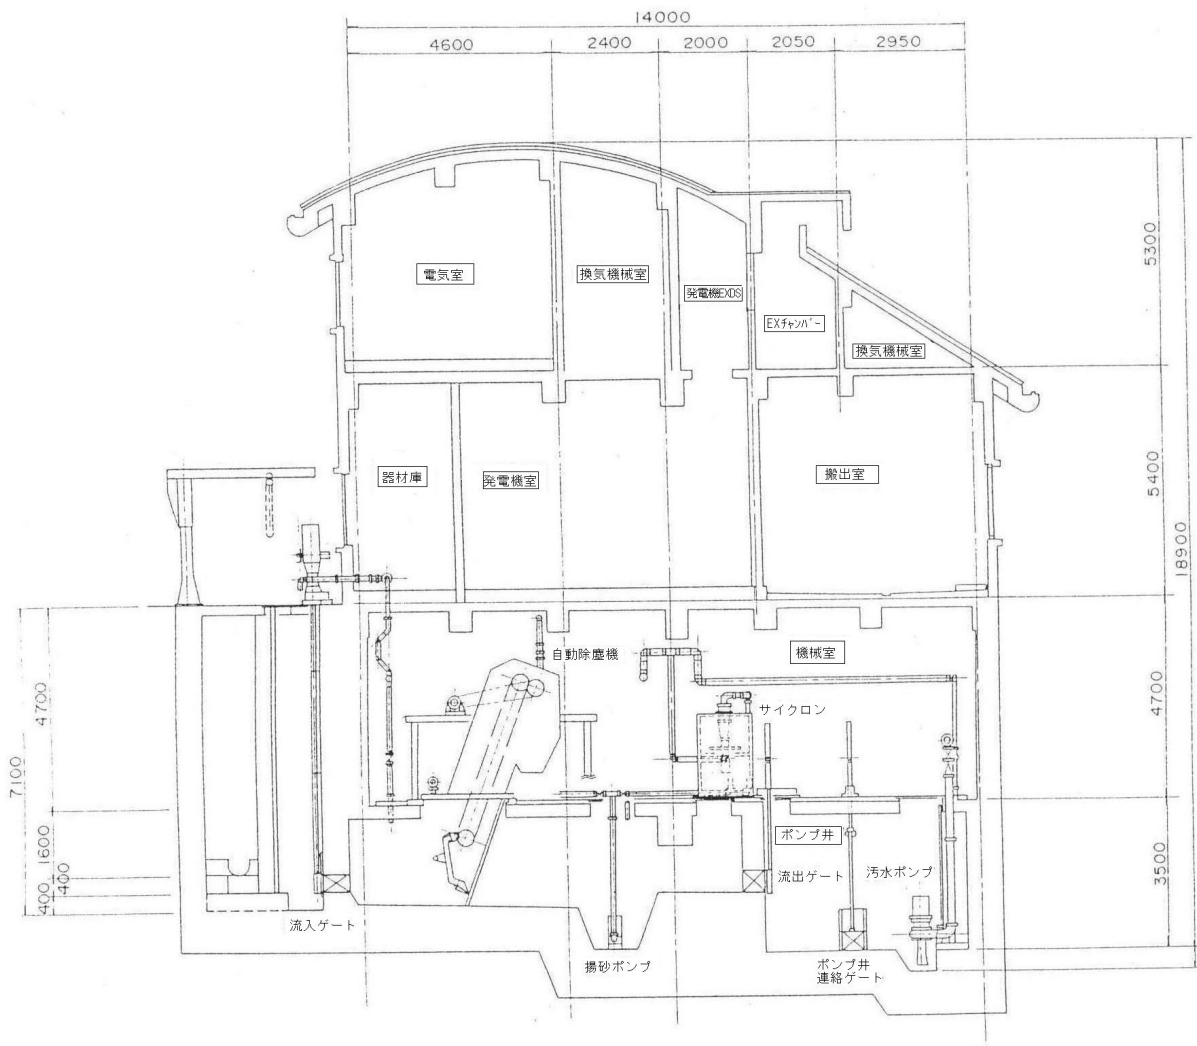 14000
4600
2400
2000
2050
2950
電気室
換気機械室
発電機EXDS
EXチャンバー
換気機械室
5300
器材庫
発電機室
搬出室
5400
18900
自動除塵機
機械室
サイクロン
4700
4700
7100
1600
400
400
ポンプ井
流出ゲート
汚水ポンプ
3500
流入ゲート
揚砂ポンプ
ポンプ井
連絡ゲート